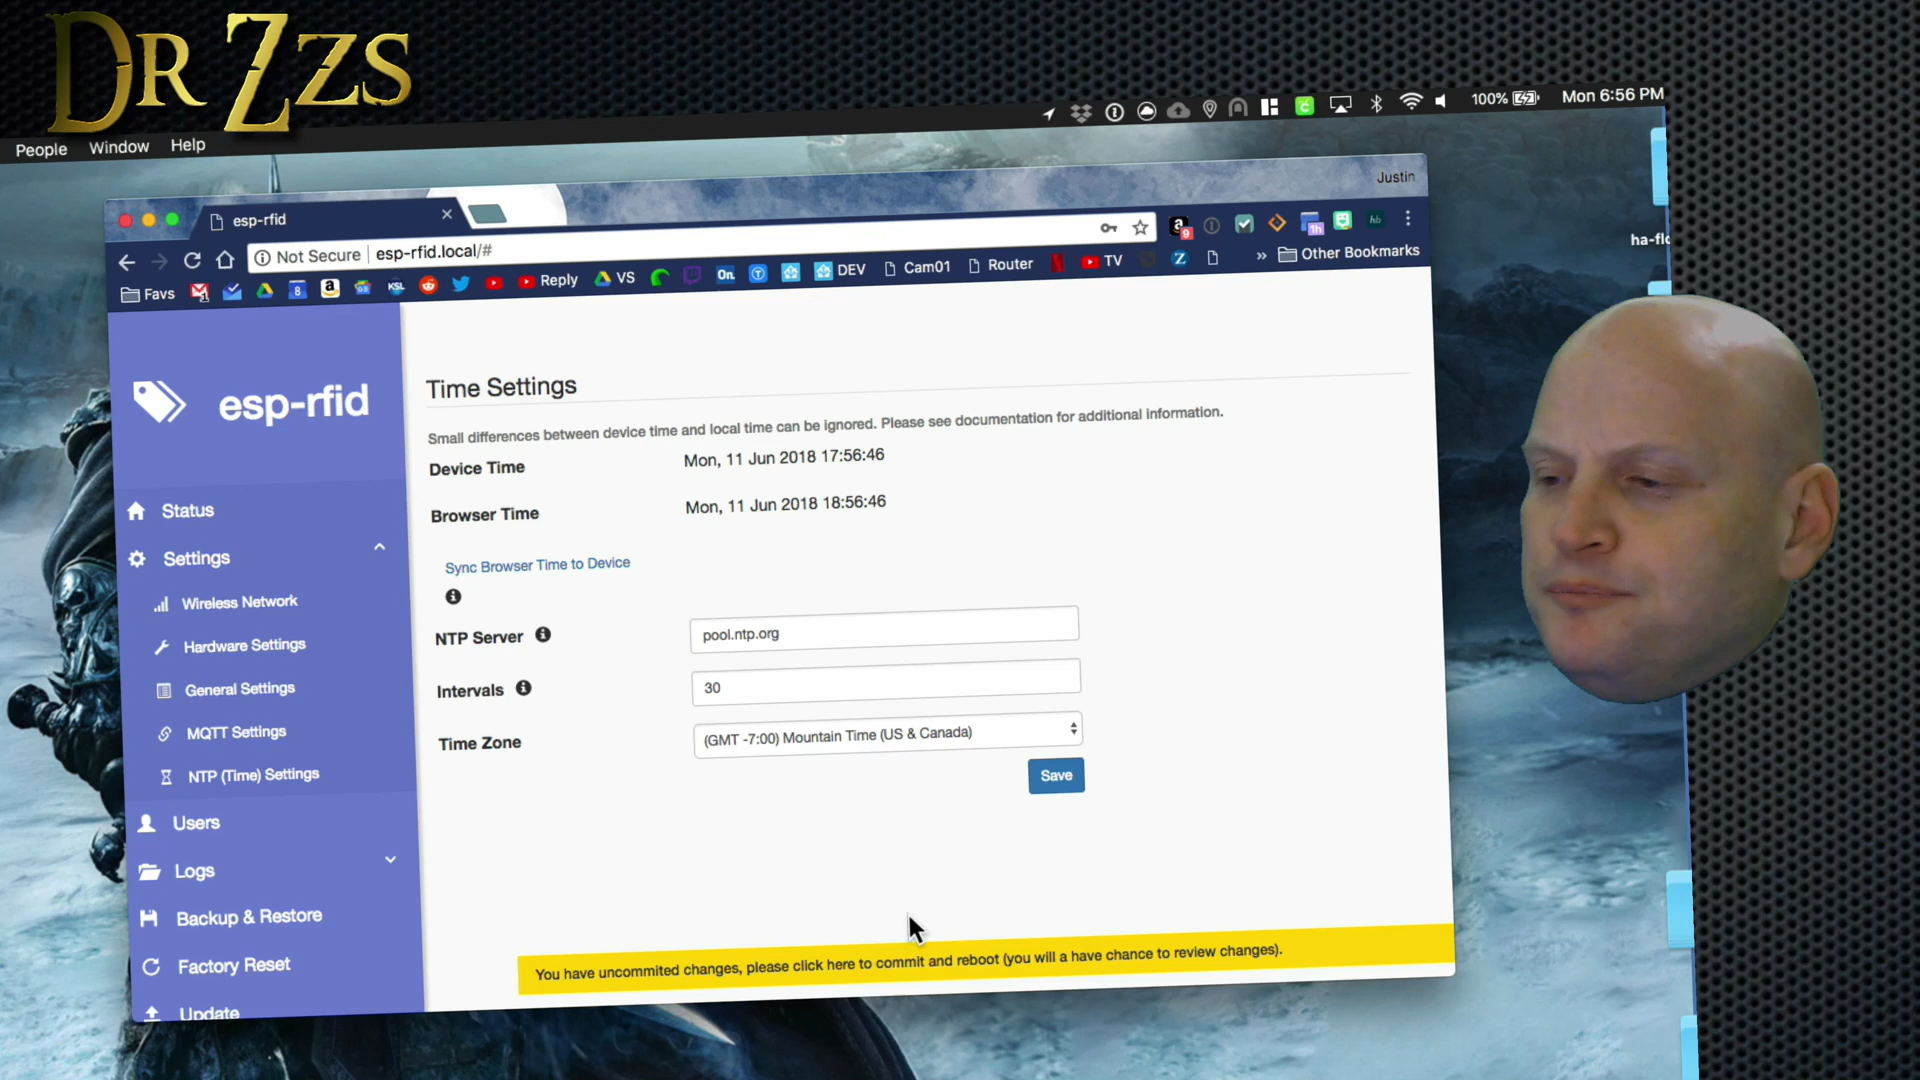 DR ZZS
People Window Help
100% Mon 6:56 PM
Justin
esp-rfid
Not Secure | esp-rfid.local/#
Favs Reply VS On. DEV Cam01 Router TV Z » Other Bookmarks
ha-flo
esp-rfid
Status
Settings
Wireless Network
Hardware Settings
General Settings
MQTT Settings
NTP (Time) Settings
Users
Logs
Backup & Restore
Factory Reset
Update
Time Settings
Small differences between device time and local time can be ignored. Please see documentation for additional information.
Device Time Mon, 11 Jun 2018 17:56:46
Browser Time Mon, 11 Jun 2018 18:56:46
Sync Browser Time to Device
NTP Server pool.ntp.org
Intervals 30
Time Zone (GMT -7:00) Mountain Time (US & Canada)
Save
You have uncommited changes, please click here to commit and reboot (you will a have chance to review changes).